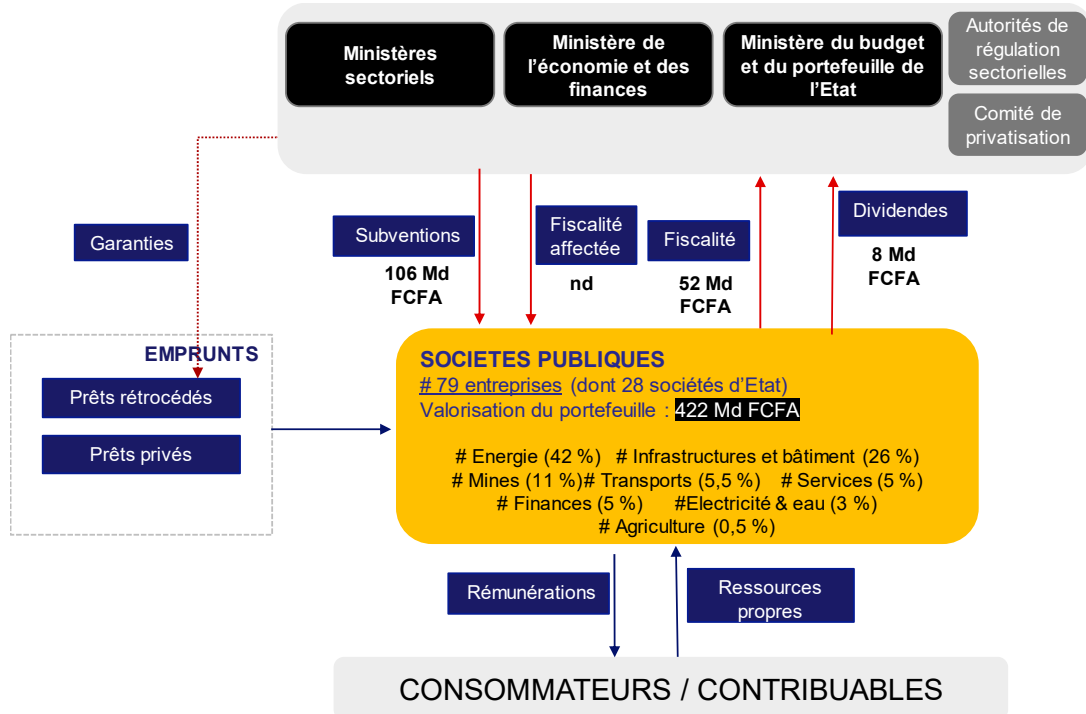 Ministères
sectoriels
Ministère de
l'économie et des
finances
Ministère du budget
et du portefeuille de
l'Etat
Autorités de
régulation
sectorielles
Comité de
privatisation
Garanties
Subventions
106 Md
FCFA
Fiscalité
affectée
nd
Fiscalité
52 Md
FCFA
Dividendes
8 Md
FCFA
EMPRUNTS
Prêts rétrocédés
Prêts privés
SOCIETES PUBLIQUES
# 79 entreprises (dont 28 sociétés d'Etat)
Valorisation du portefeuille : 422 Md FCFA
# Energie (42 %) # Infrastructures et bâtiment (26 %)
# Mines (11 %)# Transports (5,5 %) # Services (5 %)
# Finances (5 %) #Electricité & eau (3 %)
# Agriculture (0,5 %)
Rémunérations
Ressources
propres
CONSOMMATEURS / CONTRIBUABLES